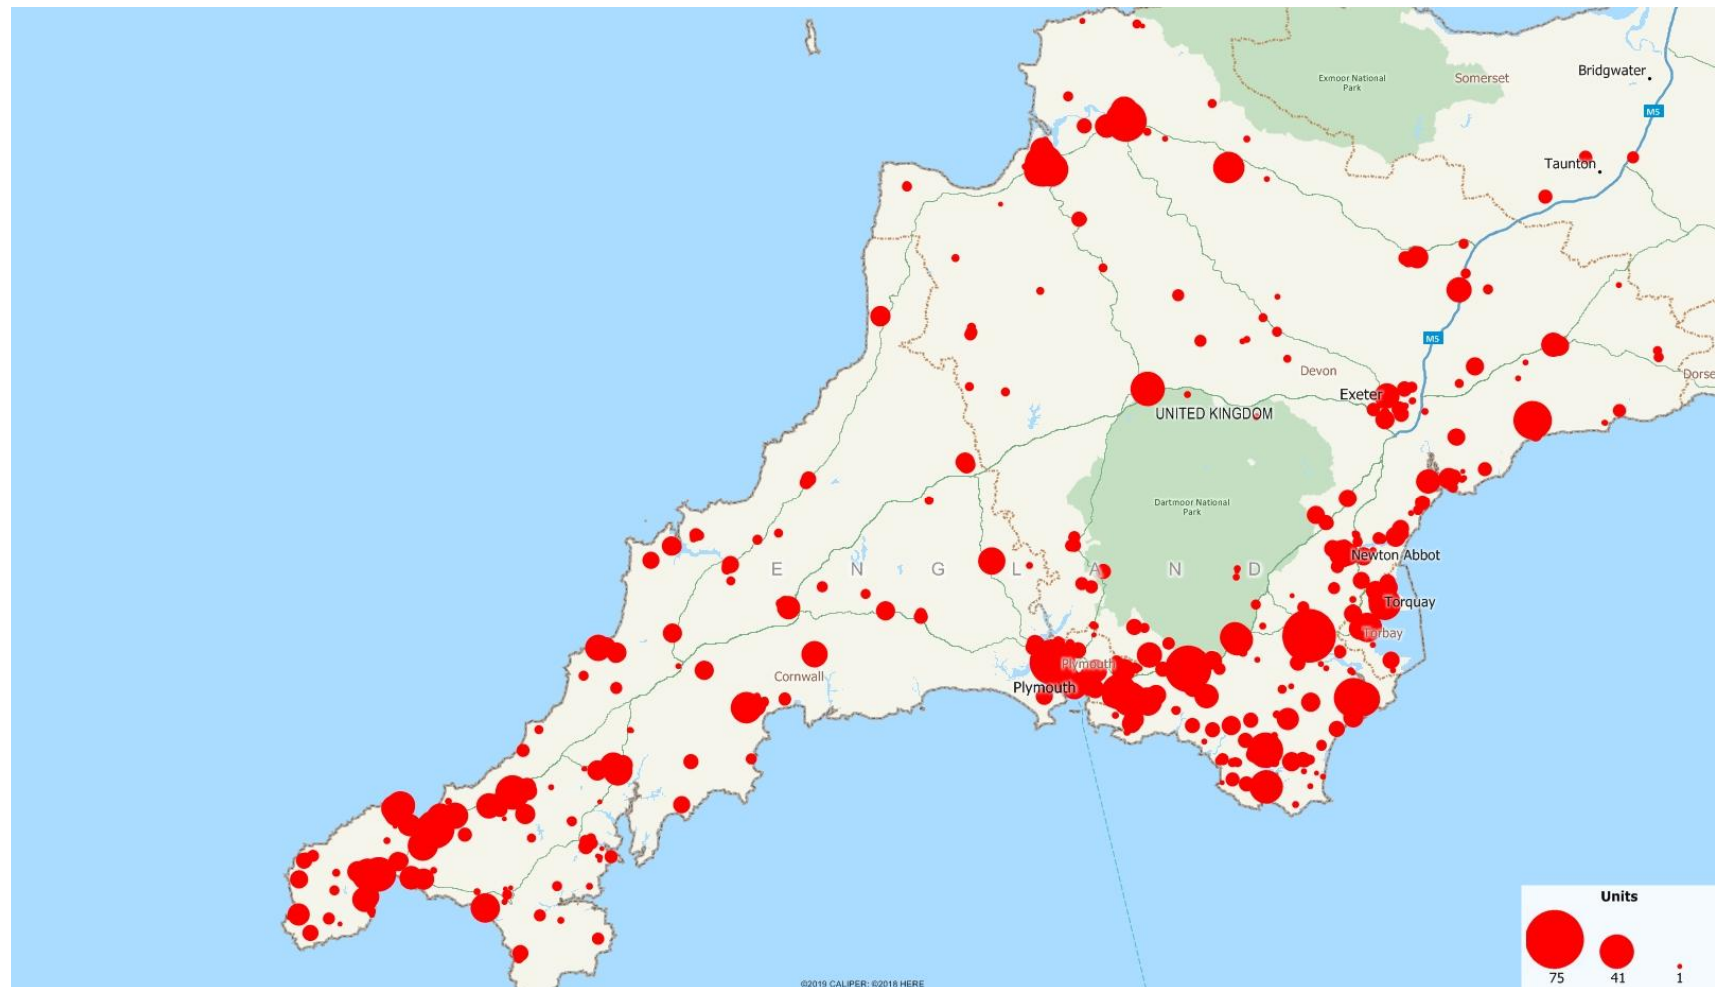 Bridgwater
Exmoor National
Park
Somerset
M5
Taunton
M5
Devon
Dorse
Exeter
UNITED KINGDOM
Dartmoor National
Park
Newton Abbot
E N G L A N D
Torquay
Torbay
Plymouth
Cornwall
Plymouth
Units
75
41
1
©2019 CALIPER; ©2018 HERE